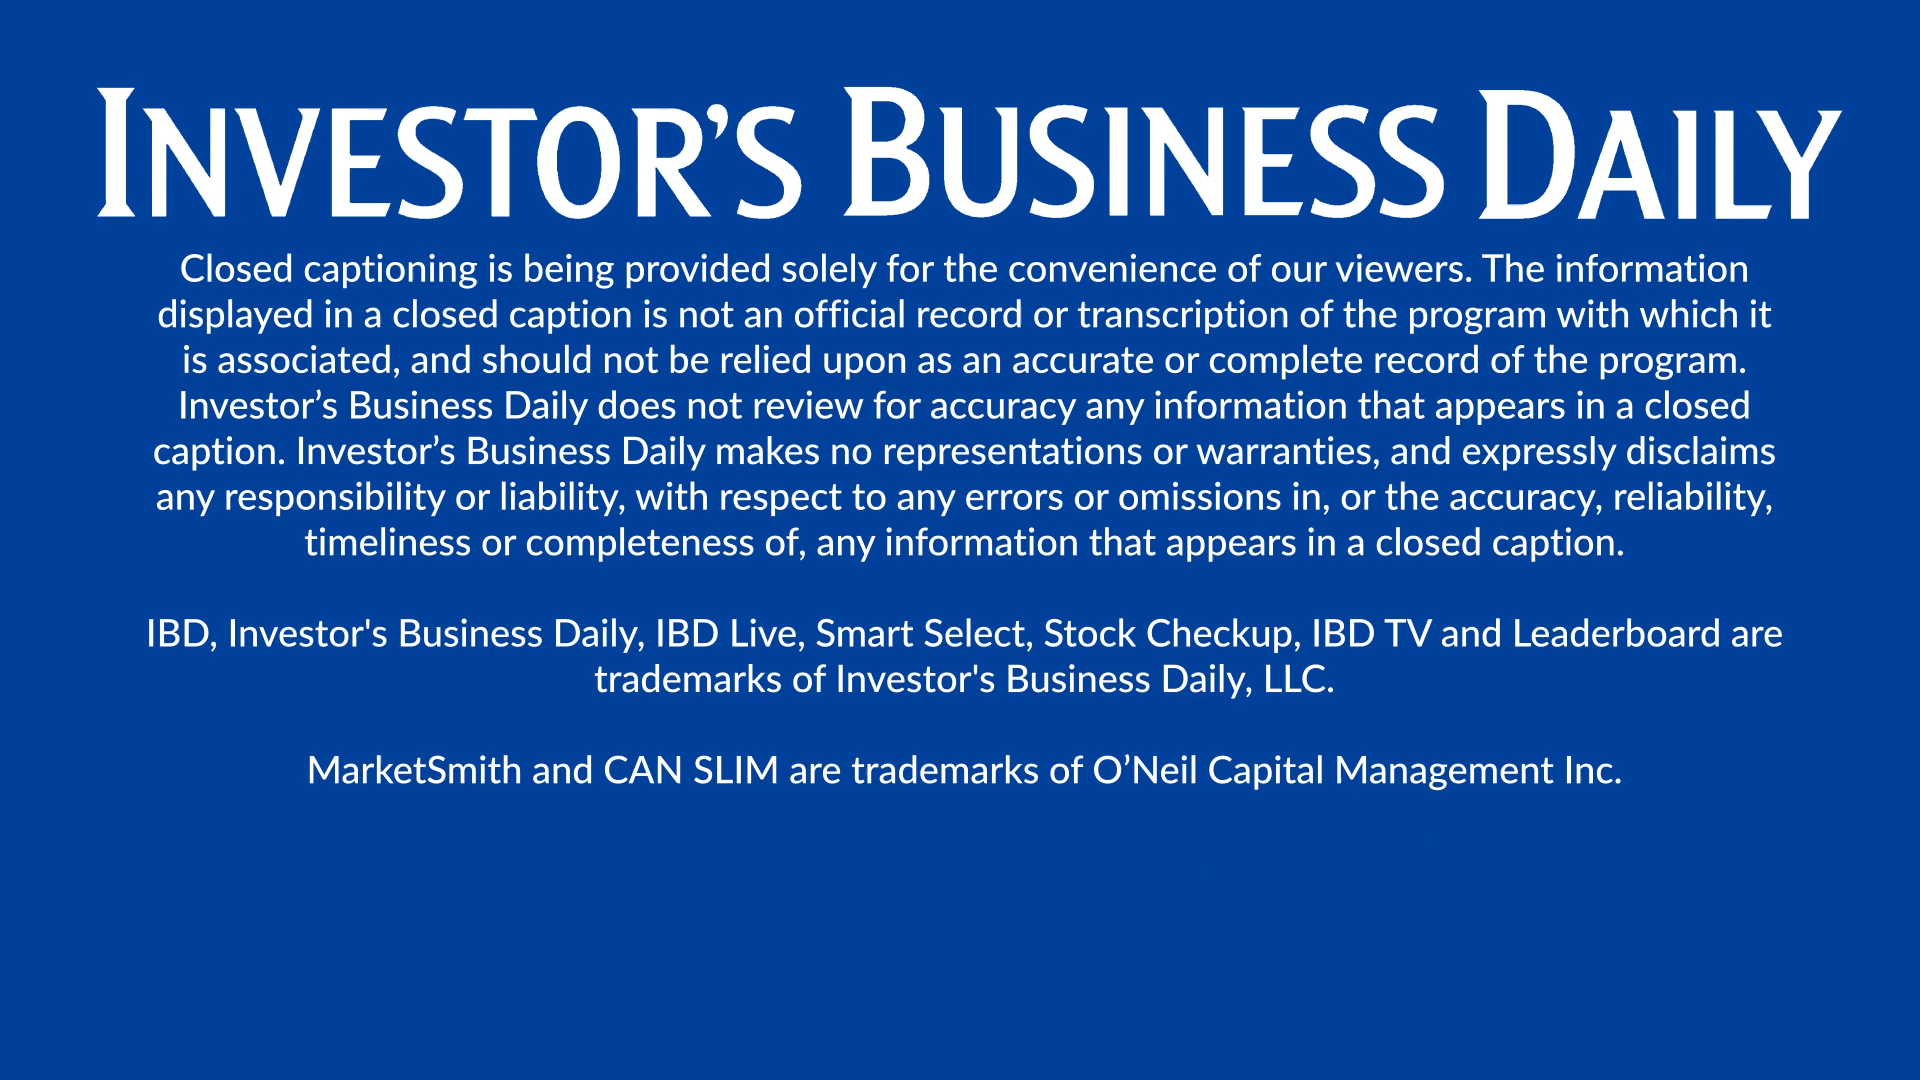 INVESTOR’S BUSINESS DAILY
Closed captioning is being provided solely for the convenience of our viewers. The information
displayed in a closed caption is not an official record or transcription of the program with which it
is associated, and should not be relied upon as an accurate or complete record of the program.
Investor’s Business Daily does not review for accuracy any information that appears in a closed
caption. Investor’s Business Daily makes no representations or warranties, and expressly disclaims
any responsibility or liability, with respect to any errors or omissions in, or the accuracy, reliability,
timeliness or completeness of, any information that appears in a closed caption.
IBD, Investor's Business Daily, IBD Live, Smart Select, Stock Checkup, IBD TV and Leaderboard are
trademarks of Investor's Business Daily, LLC.
MarketSmith and CAN SLIM are trademarks of O’Neil Capital Management Inc.